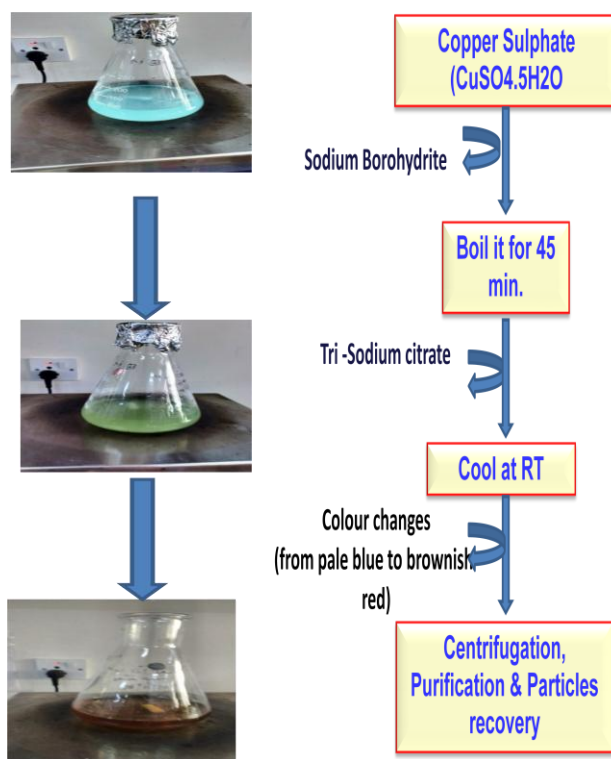 Copper Sulphate
(CuSO4.5H2O
Sodium Borohydrite
Boil it for 45
min.
Tri -Sodium citrate
Cool at RT
Colour changes
(from pale blue to brownish
red)
Centrifugation,
Purification & Particles
recovery